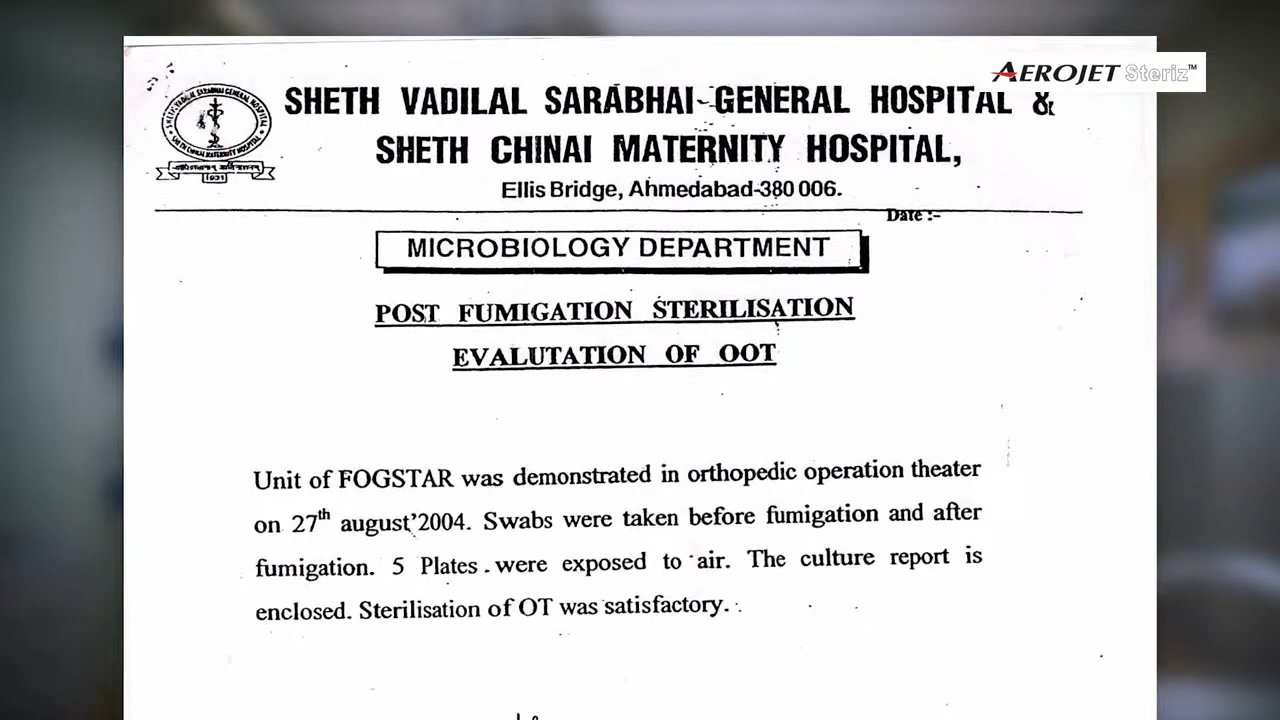 AEROJET Steriz™
SHETH VADILAL SARABHAI GENERAL HOSPITAL &
SHETH CHINAI MATERNITY HOSPITAL,
1931
Ellis Bridge, Ahmedabad-380 006.
Date :-
MICROBIOLOGY DEPARTMENT
POST FUMIGATION STERILISATION
EVALUTATION OF OOT
Unit of FOGSTAR was demonstrated in orthopedic operation theater
on 27th august'2004. Swabs were taken before fumigation and after
fumigation. 5 Plates were exposed to air. The culture report is
enclosed. Sterilisation of OT was satisfactory.